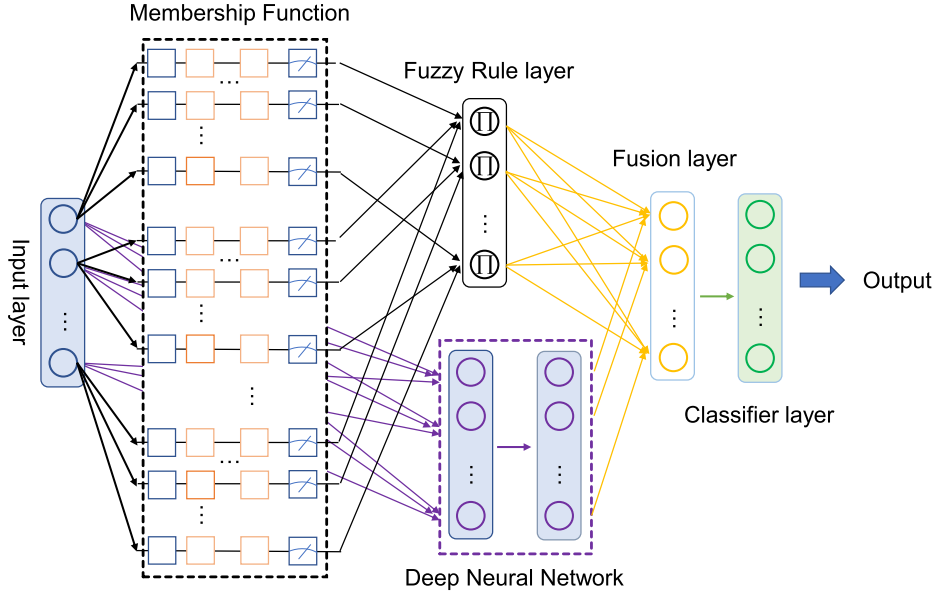 Membership Function
Fuzzy Rule layer
∏
∏
∏
Fusion layer
Input layer
Output
Classifier layer
Deep Neural Network